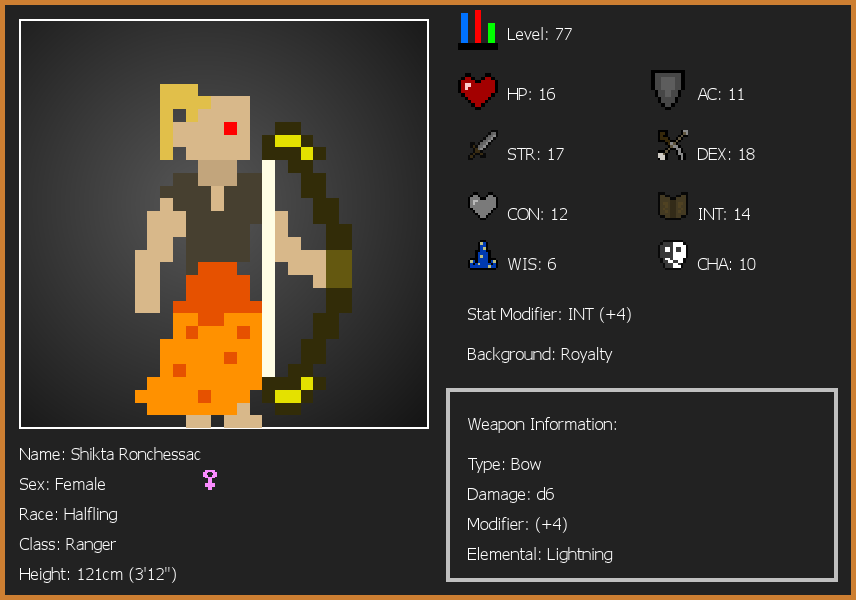 Level: 77
HP: 16
AC: 11
STR: 17
DEX: 18
CON: 12
INT: 14
WIS: 6
CHA: 10
Stat Modifier: INT (+4)
Background: Royalty
Weapon Information:
Type: Bow
Damage: d6
Modifier: (+4)
Elemental: Lightning
Name: Shikta Ronchessac
Sex: Female
Race: Halfling
Class: Ranger
Height: 121cm (3'12")